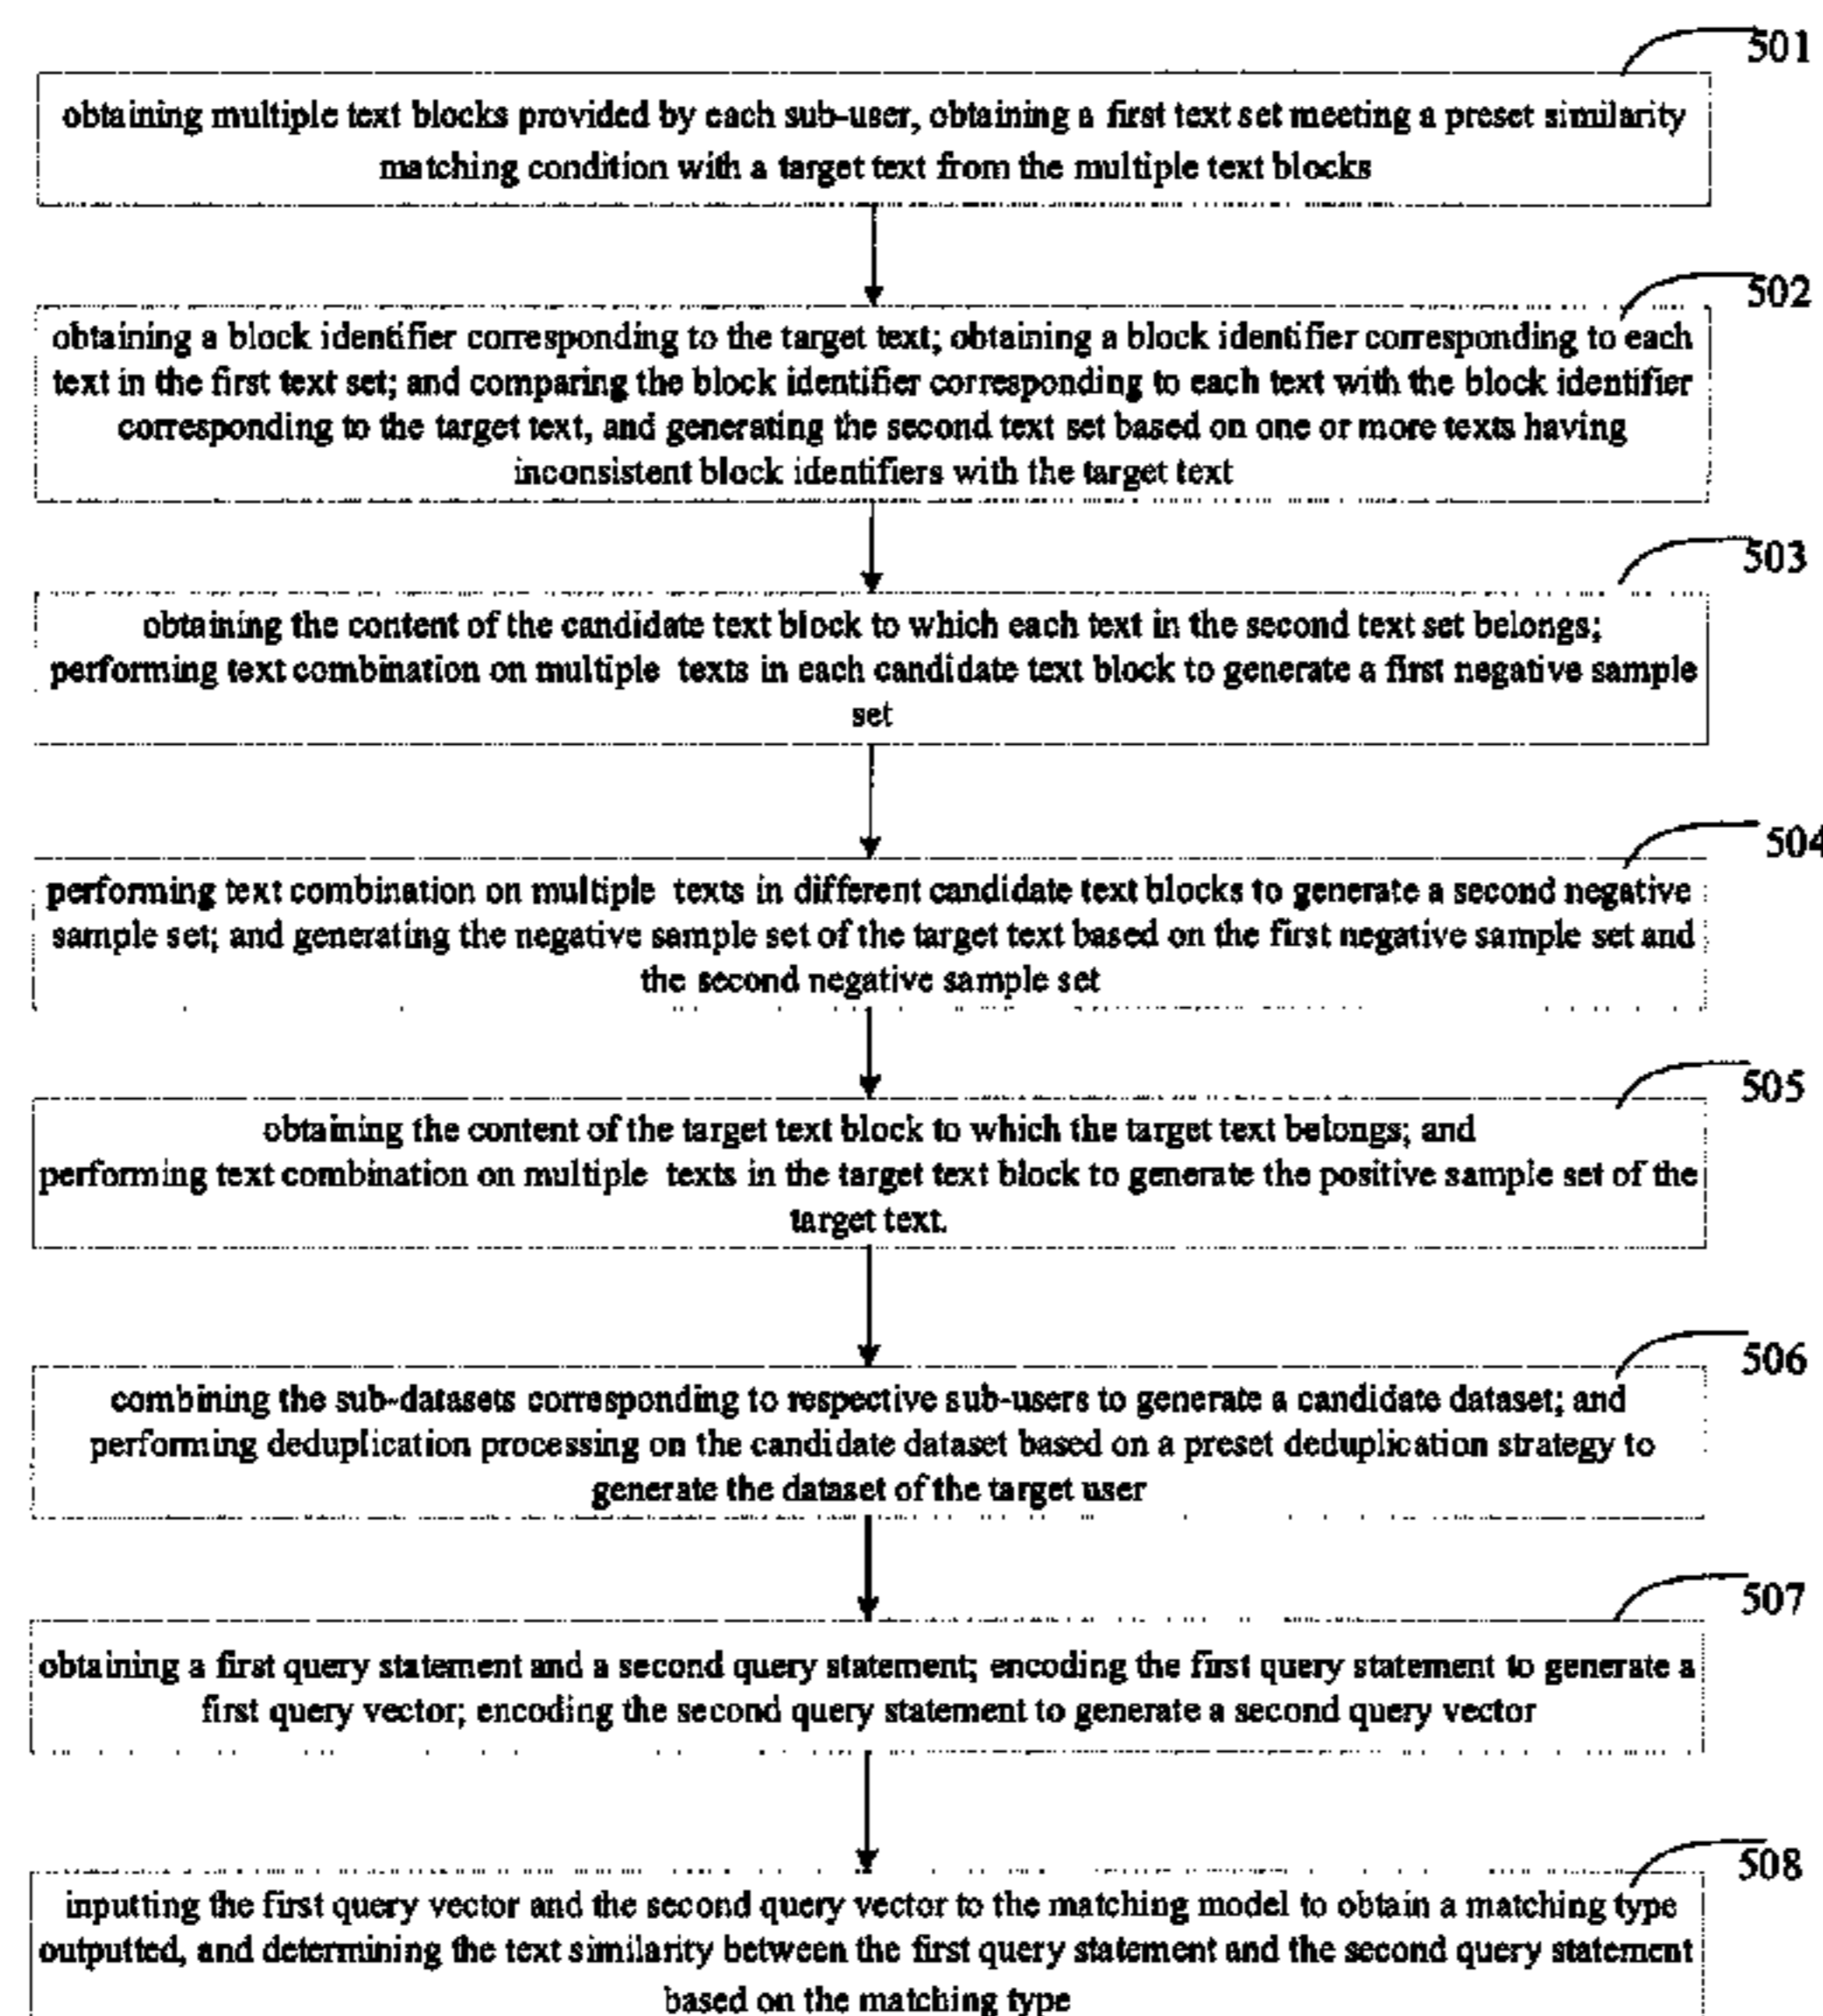 501
obtaining multiple text blocks provided by each sub-user, obtaining a first text set meeting a preset similarity
matching condition with a target text from the multiple text blocks
502
obtaining a block identifier corresponding to the target text; obtaining a block identifier corresponding to each
text in the first text set; and comparing the block identifier corresponding to each text with the block identifier
corresponding to the target text, and generating the second text set based on one or more texts having
inconsistent block identifiers with the target text
503
obtaining the content of the candidate text block to which each text in the second text set belongs;
performing text combination on multiple texts in each candidate text block to generate a first negative sample
set
504
performing text combination on multiple texts in different candidate text blocks to generate a second negative
sample set; and generating the negative sample set of the target text based on the first negative sample set and
the second negative sample set
505
obtaining the content of the target text block to which the target text belongs; and
performing text combination on multiple texts in the target text block to generate the positive sample set of the
target text.
506
combining the sub-datasets corresponding to respective sub-users to generate a candidate dataset; and
performing deduplication processing on the candidate dataset based on a preset deduplication strategy to
generate the dataset of the target user
507
obtaining a first query statement and a second query statement; encoding the first query statement to generate a
first query vector; encoding the second query statement to generate a second query vector
508
inputting the first query vector and the second query vector to the matching model to obtain a matching type
outputted, and determining the text similarity between the first query statement and the second query statement
based on the matching type